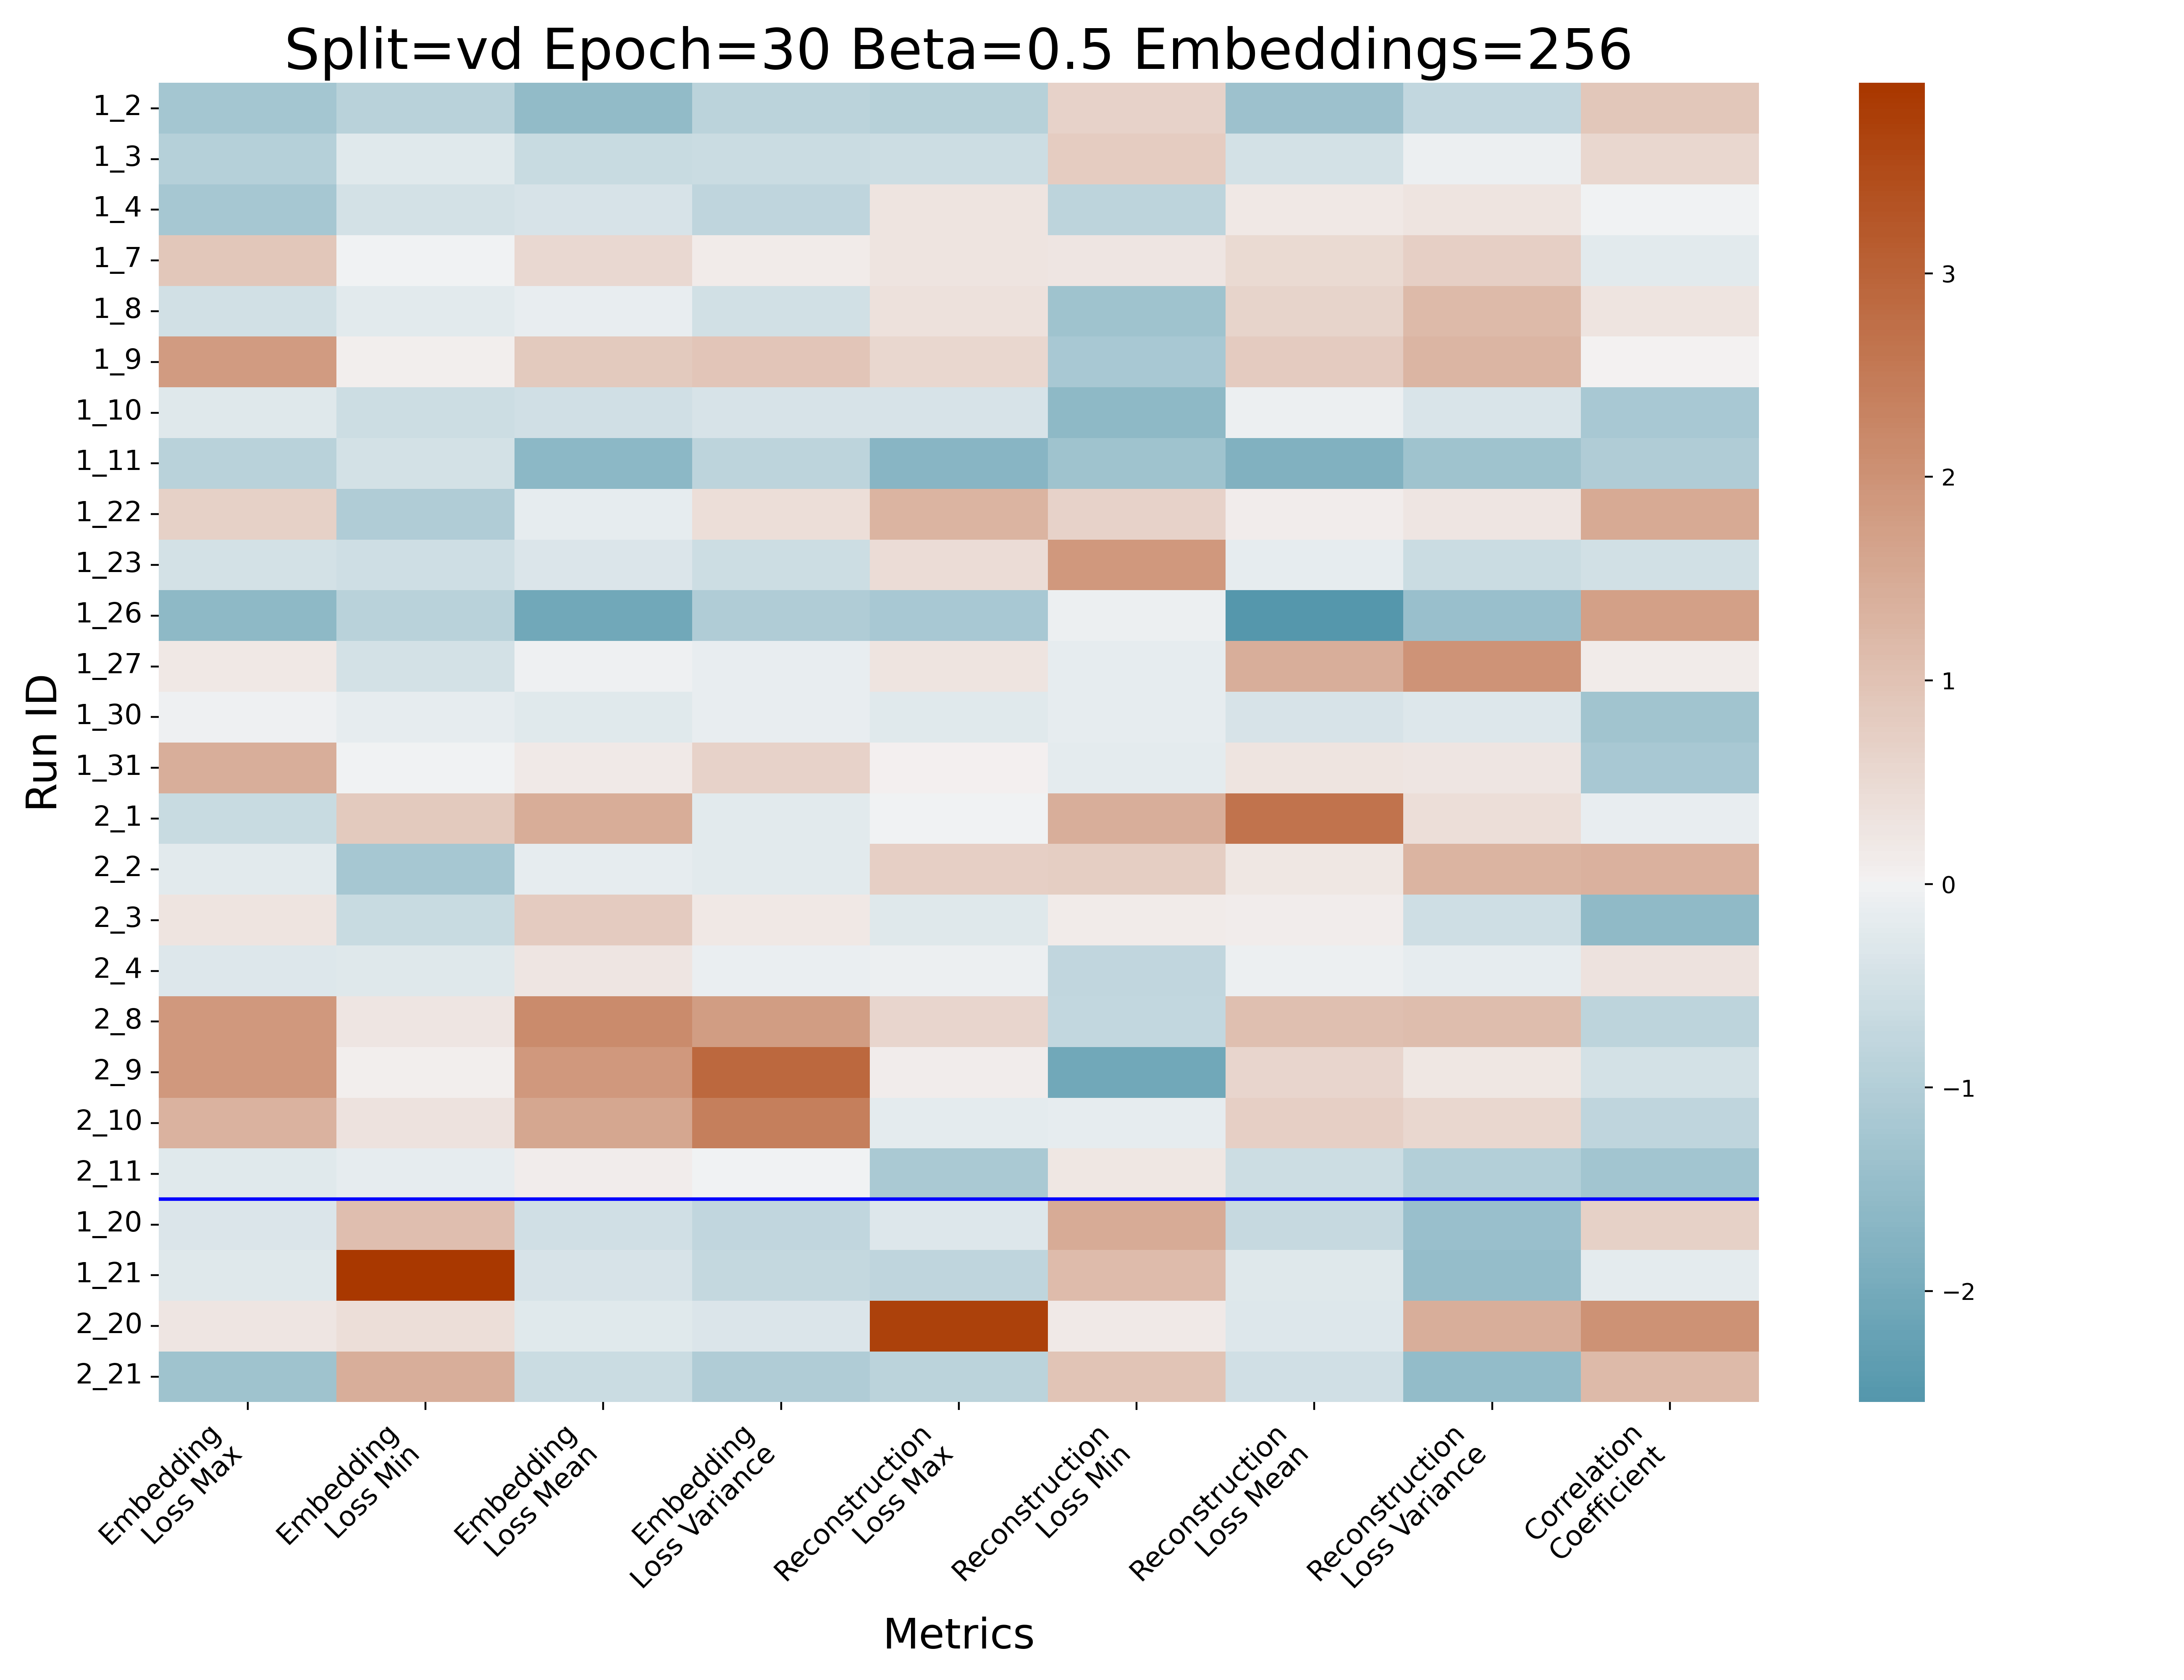 Split=vd Epoch=30 Beta=0.5 Embeddings=256
Run ID
1_2
1_3
1_4
1_7
1_8
1_9
1_10
1_11
1_22
1_23
1_26
1_27
1_30
1_31
2_1
2_2
2_3
2_4
2_8
2_9
2_10
2_11
1_20
1_21
2_20
2_21
Embedding
Loss Max
Embedding
Loss Min
Embedding
Loss Mean
Embedding
Loss Variance
Reconstruction
Loss Max
Reconstruction
Loss Min
Reconstruction
Loss Mean
Reconstruction
Loss Variance
Correlation
Coefficient
Metrics
3
2
1
0
−1
−2